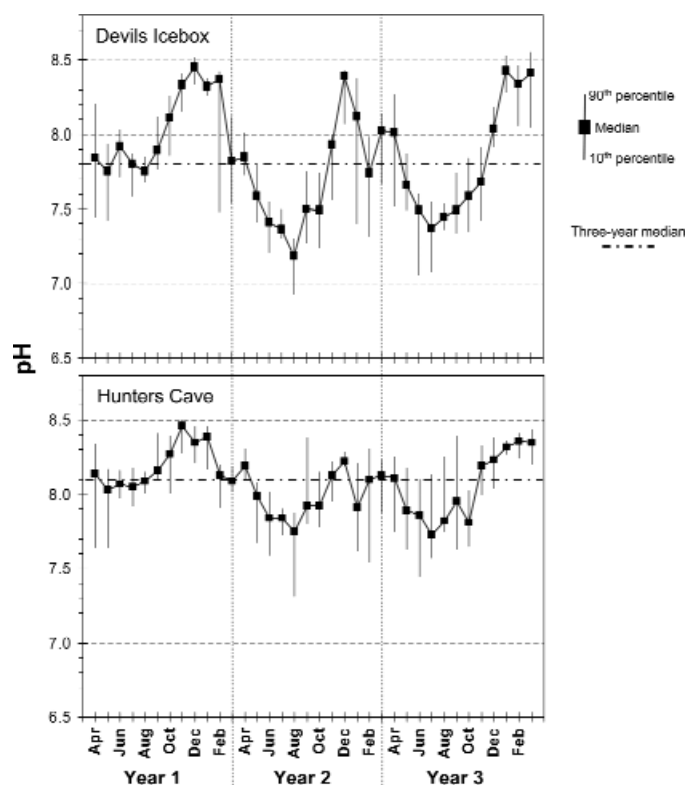 Devils Icebox
8.5
8.0
7.5
7.0
6.5
90th percentile
Median
10th percentile
Three-year median
pH
Hunters Cave
8.5
8.0
7.5
7.0
6.5
Apr Jun Aug Oct Dec Feb Apr Jun Aug Oct Dec Feb Apr Jun Aug Oct Dec Feb
Year 1 Year 2 Year 3